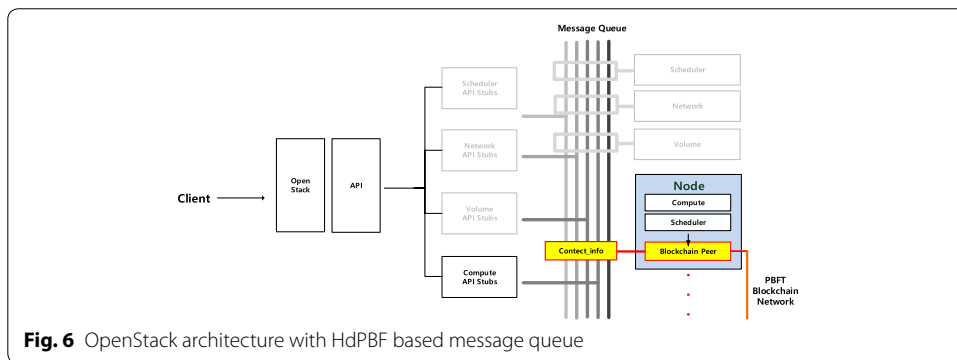 Message Queue
Scheduler
API Stubs
Scheduler
Network
Network
API Stubs
Volume
Open
Stack
API
Node
Compute
Client
Volume
API Stubs
Scheduler
Contect_info
Blockchain Peer
Compute
API Stubs
PBFT
Blockchain
Network
Fig. 6 OpenStack architecture with HdPBF based message queue